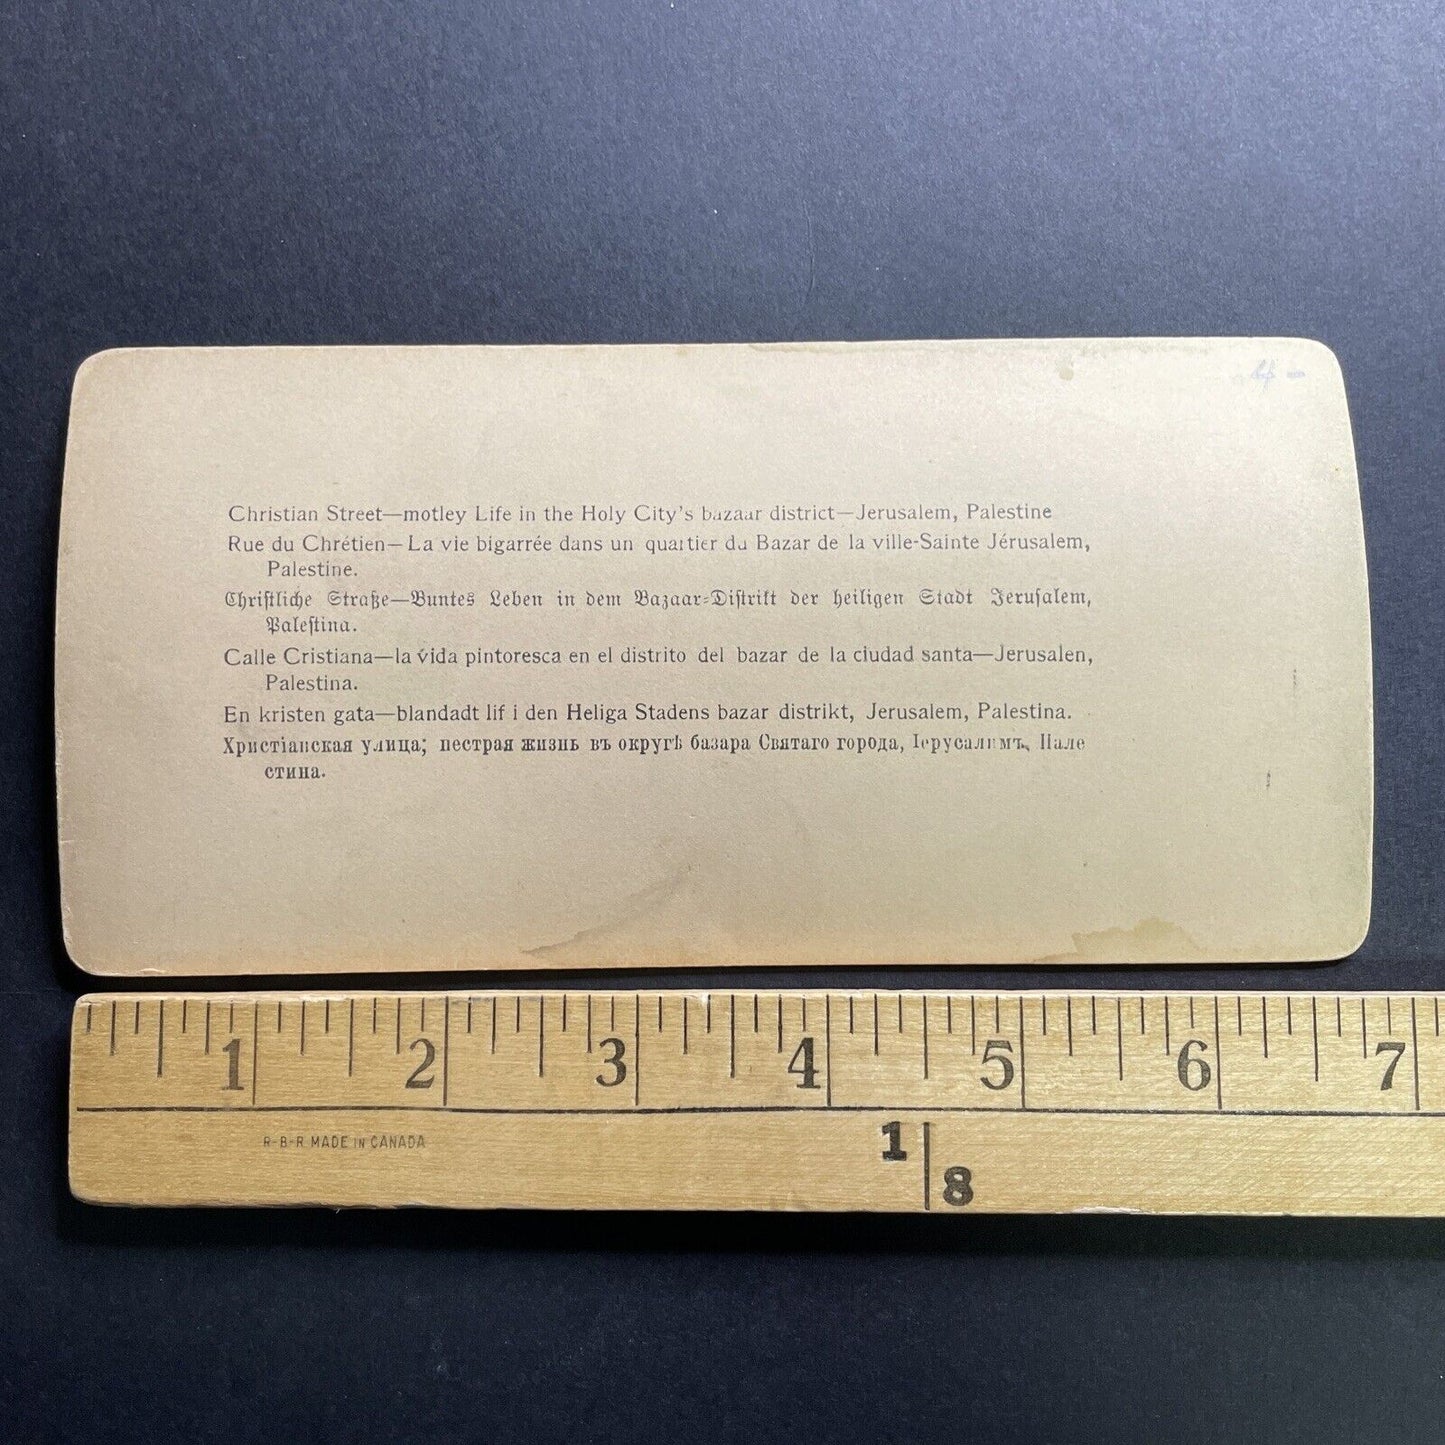 Christian Street—motley Life in the Holy City's bazaar district—Jerusalem, Palestine
Rue du Chrétien—La vie bigarrée dans un quartier du Bazar de la ville-Sainte Jérusalem,
Palestine.
Christliche Straße—Buntes Leben in dem Bazaar-Distrikt der heiligen Stadt Jerusalem,
Palestina.
Calle Cristiana—la vida pintoresca en el distrito del bazar de la ciudad santa—Jerusalen,
Palestina.
En kristen gata—blandadt lif i den Heliga Stadens bazar distrikt, Jerusalem, Palestina.
Христіанская улица; пестрая жизнь въ округѣ базара Святаго города, Іерусалимъ, Пале
стина.
1 2 3 4 5 6 7
R-B-R MADE IN CANADA
1
8